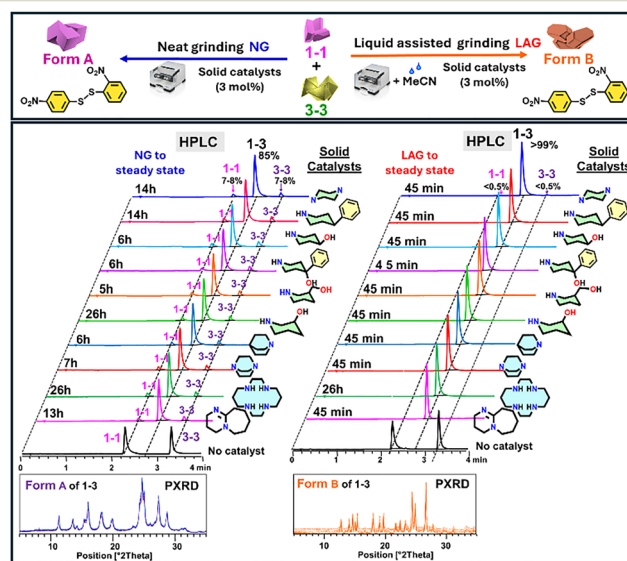 Form A
Neat grinding NG
Solid catalysts
(3 mol%)
1-1
+
3-3
Liquid assisted grinding LAG
+ MeCN
Solid catalysts
(3 mol%)
Form B
O₂N
NO₂
S
S
O₂N
NO₂
S
S
HPLC
NG to
steady state
1-1
7-8%
1-3
85%
3-3
7-8%
Solid
Catalysts
14h
14h
6h
6h
5h
26h
6h
7h
26h
13h
1-1
3-3
No catalyst
0 1 2 3 4 min
HPLC
LAG to
steady state
1-1
<0.5%
1-3
>99%
3-3
<0.5%
Solid
Catalysts
45 min
45 min
45 min
4 5 min
45 min
45 min
45 min
45 min
26h
45 min
No catalyst
0 1 2 3 4 min
Form A of 1-3 PXRD
10 20 30
Position [°2Theta]
Form B of 1-3 PXRD
10 20 30
Position [°2Theta]